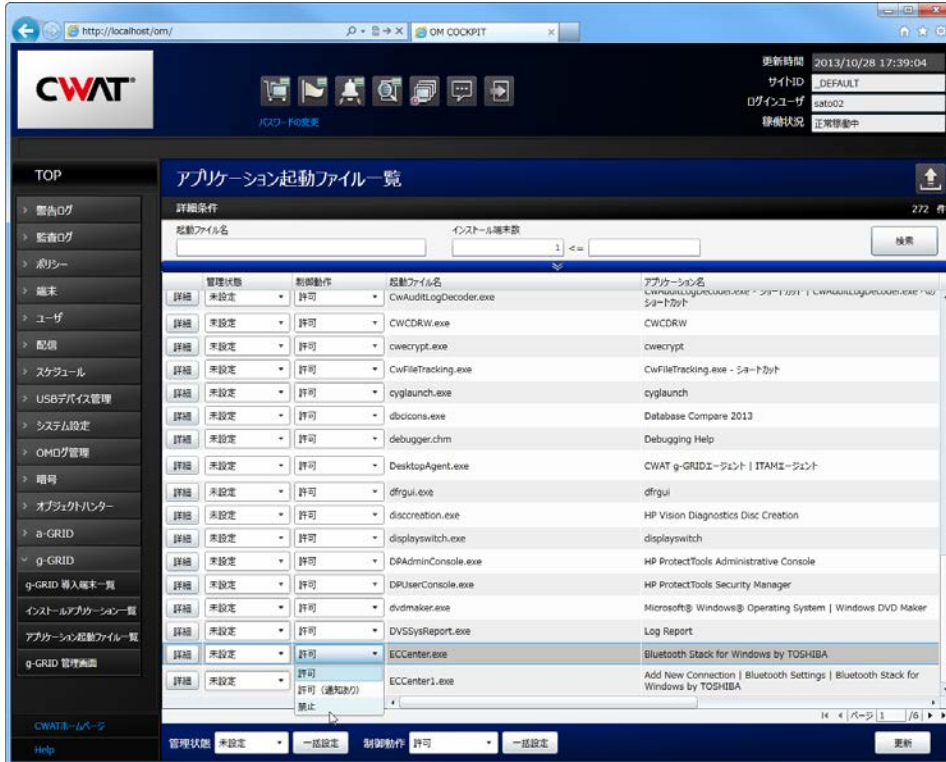 http://localhost/om/
OM COCKPIT
CWAT
パスワードの変更
更新時間 2013/10/28 17:39:04
サイトID _DEFAULT
ログインユーザ sato02
稼働状況 正常稼働中
TOP
警告ログ
監査ログ
ポリシー
端末
ユーザ
配信
スケジュール
USBデバイス管理
システム設定
OMログ管理
暗号
オブジェクトハンター
a-GRID
g-GRID
g-GRID 導入端末一覧
インストールアプリケーション一覧
アプリケーション起動ファイル一覧
g-GRID 管理画面
CWATホームページ
Help
アプリケーション起動ファイル一覧
詳細条件 272 件
起動ファイル名 インストール端末数
1 <= 検索
管理状態 制御動作 起動ファイル名 アプリケーション名
詳細 未設定 許可 CwAuditLogDecoder.exe CwAuditLogDecoder.exe - ショートカット | CwAuditLogDecoder.exe への
ショートカット
詳細 未設定 許可 CWCDRW.exe CWCDRW
詳細 未設定 許可 cwecrypt.exe cwecrypt
詳細 未設定 許可 CwFileTracking.exe CwFileTracking.exe - ショートカット
詳細 未設定 許可 cyglaunch.exe cyglaunch
詳細 未設定 許可 dbcicons.exe Database Compare 2013
詳細 未設定 許可 debugger.chm Debugging Help
詳細 未設定 許可 DesktopAgent.exe CWAT g-GRIDエージェント | ITAMエージェント
詳細 未設定 許可 dfrgui.exe dfrgui
詳細 未設定 許可 disccreation.exe HP Vision Diagnostics Disc Creation
詳細 未設定 許可 displayswitch.exe displayswitch
詳細 未設定 許可 DPAdminConsole.exe HP ProtectTools Administrative Console
詳細 未設定 許可 DPUserConsole.exe HP ProtectTools Security Manager
詳細 未設定 許可 dvdmaker.exe Microsoft® Windows® Operating System | Windows DVD Maker
詳細 未設定 許可 DVSSysReport.exe Log Report
詳細 未設定 許可 ECCenter.exe Bluetooth Stack for Windows by TOSHIBA
詳細 未設定 ECCenter1.exe Add New Connection | Bluetooth Settings | Bluetooth Stack for
Windows by TOSHIBA
許可
許可（通知あり）
禁止
ページ 1 /6
管理状態 未設定 一括設定 制御動作 許可 一括設定 更新